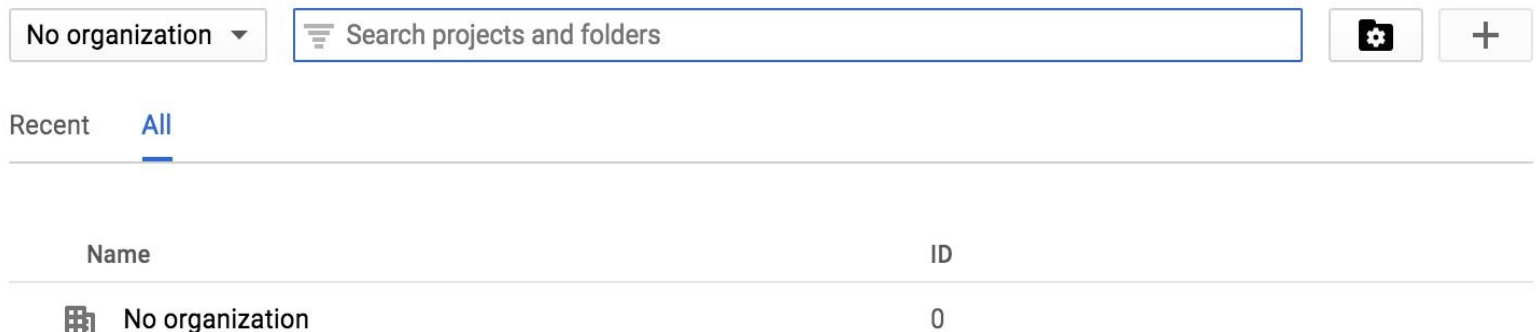 No organization Search projects and folders
Recent All
Name ID
No organization 0